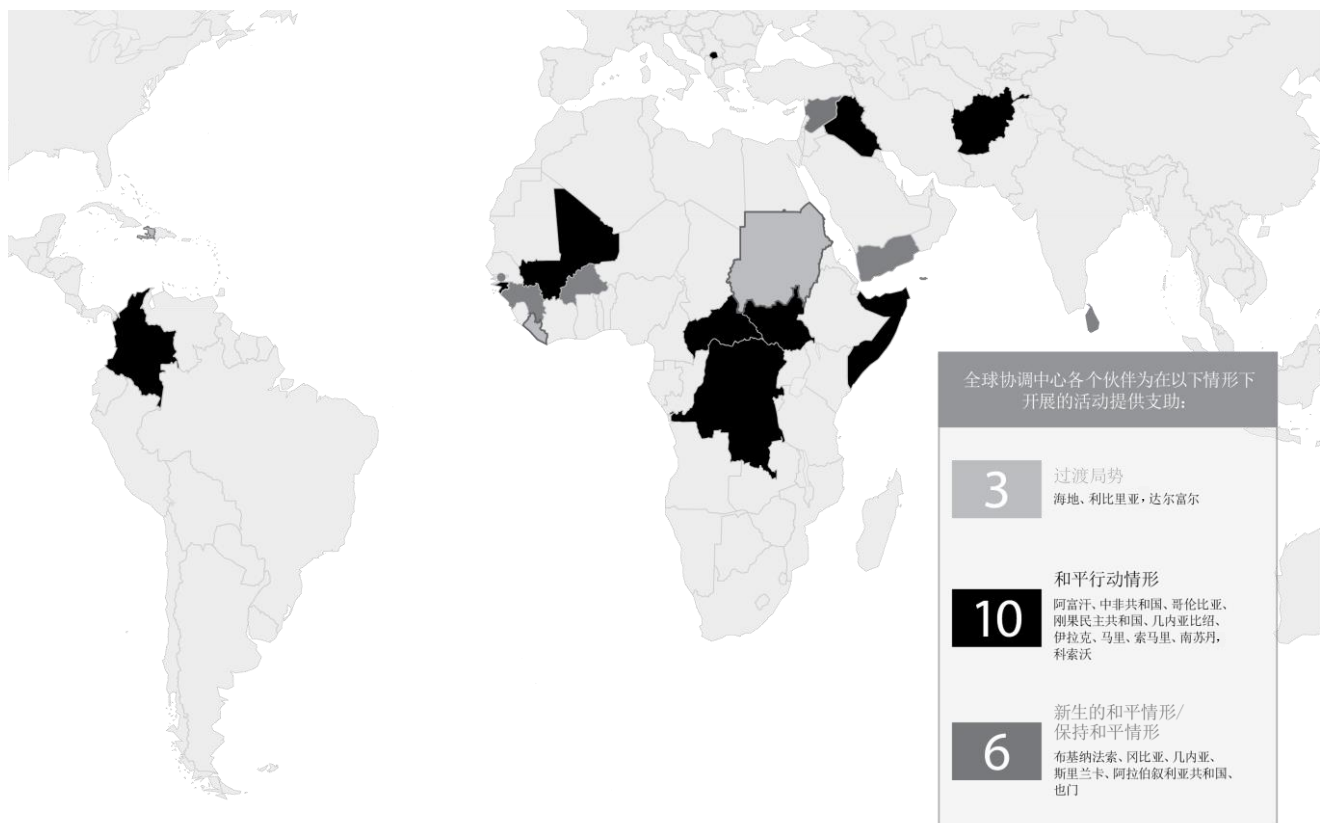 全球协调中心各个伙伴为在以下情形下
开展的活动提供支助:
3
过渡局势
海地、利比里亚,达尔富尔
10
和平行动情形
阿富汗、中非共和国、哥伦比亚、
刚果民主共和国、几内亚比绍、
伊拉克、马里、索马里、南苏丹,
科索沃
6
新生的和平情形/
保持和平情形
布基纳法索、冈比亚、几内亚、
斯里兰卡、阿拉伯叙利亚共和国、
也门